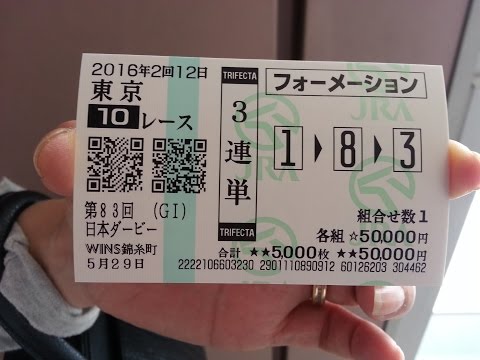 2016年2回12日
東京
10レース
第83回 (GI)
日本ダービー
WINS錦糸町
5月29日
TRIFECTA
3連単
TRIFECTA
フォーメーション
1▶8▶3
組合せ数1
各組 ☆50,000円
合計 ★★5,000枚 ★★50,000円
2222106603230 2901110890912 60126203 304462
JRA
JRA
JRA